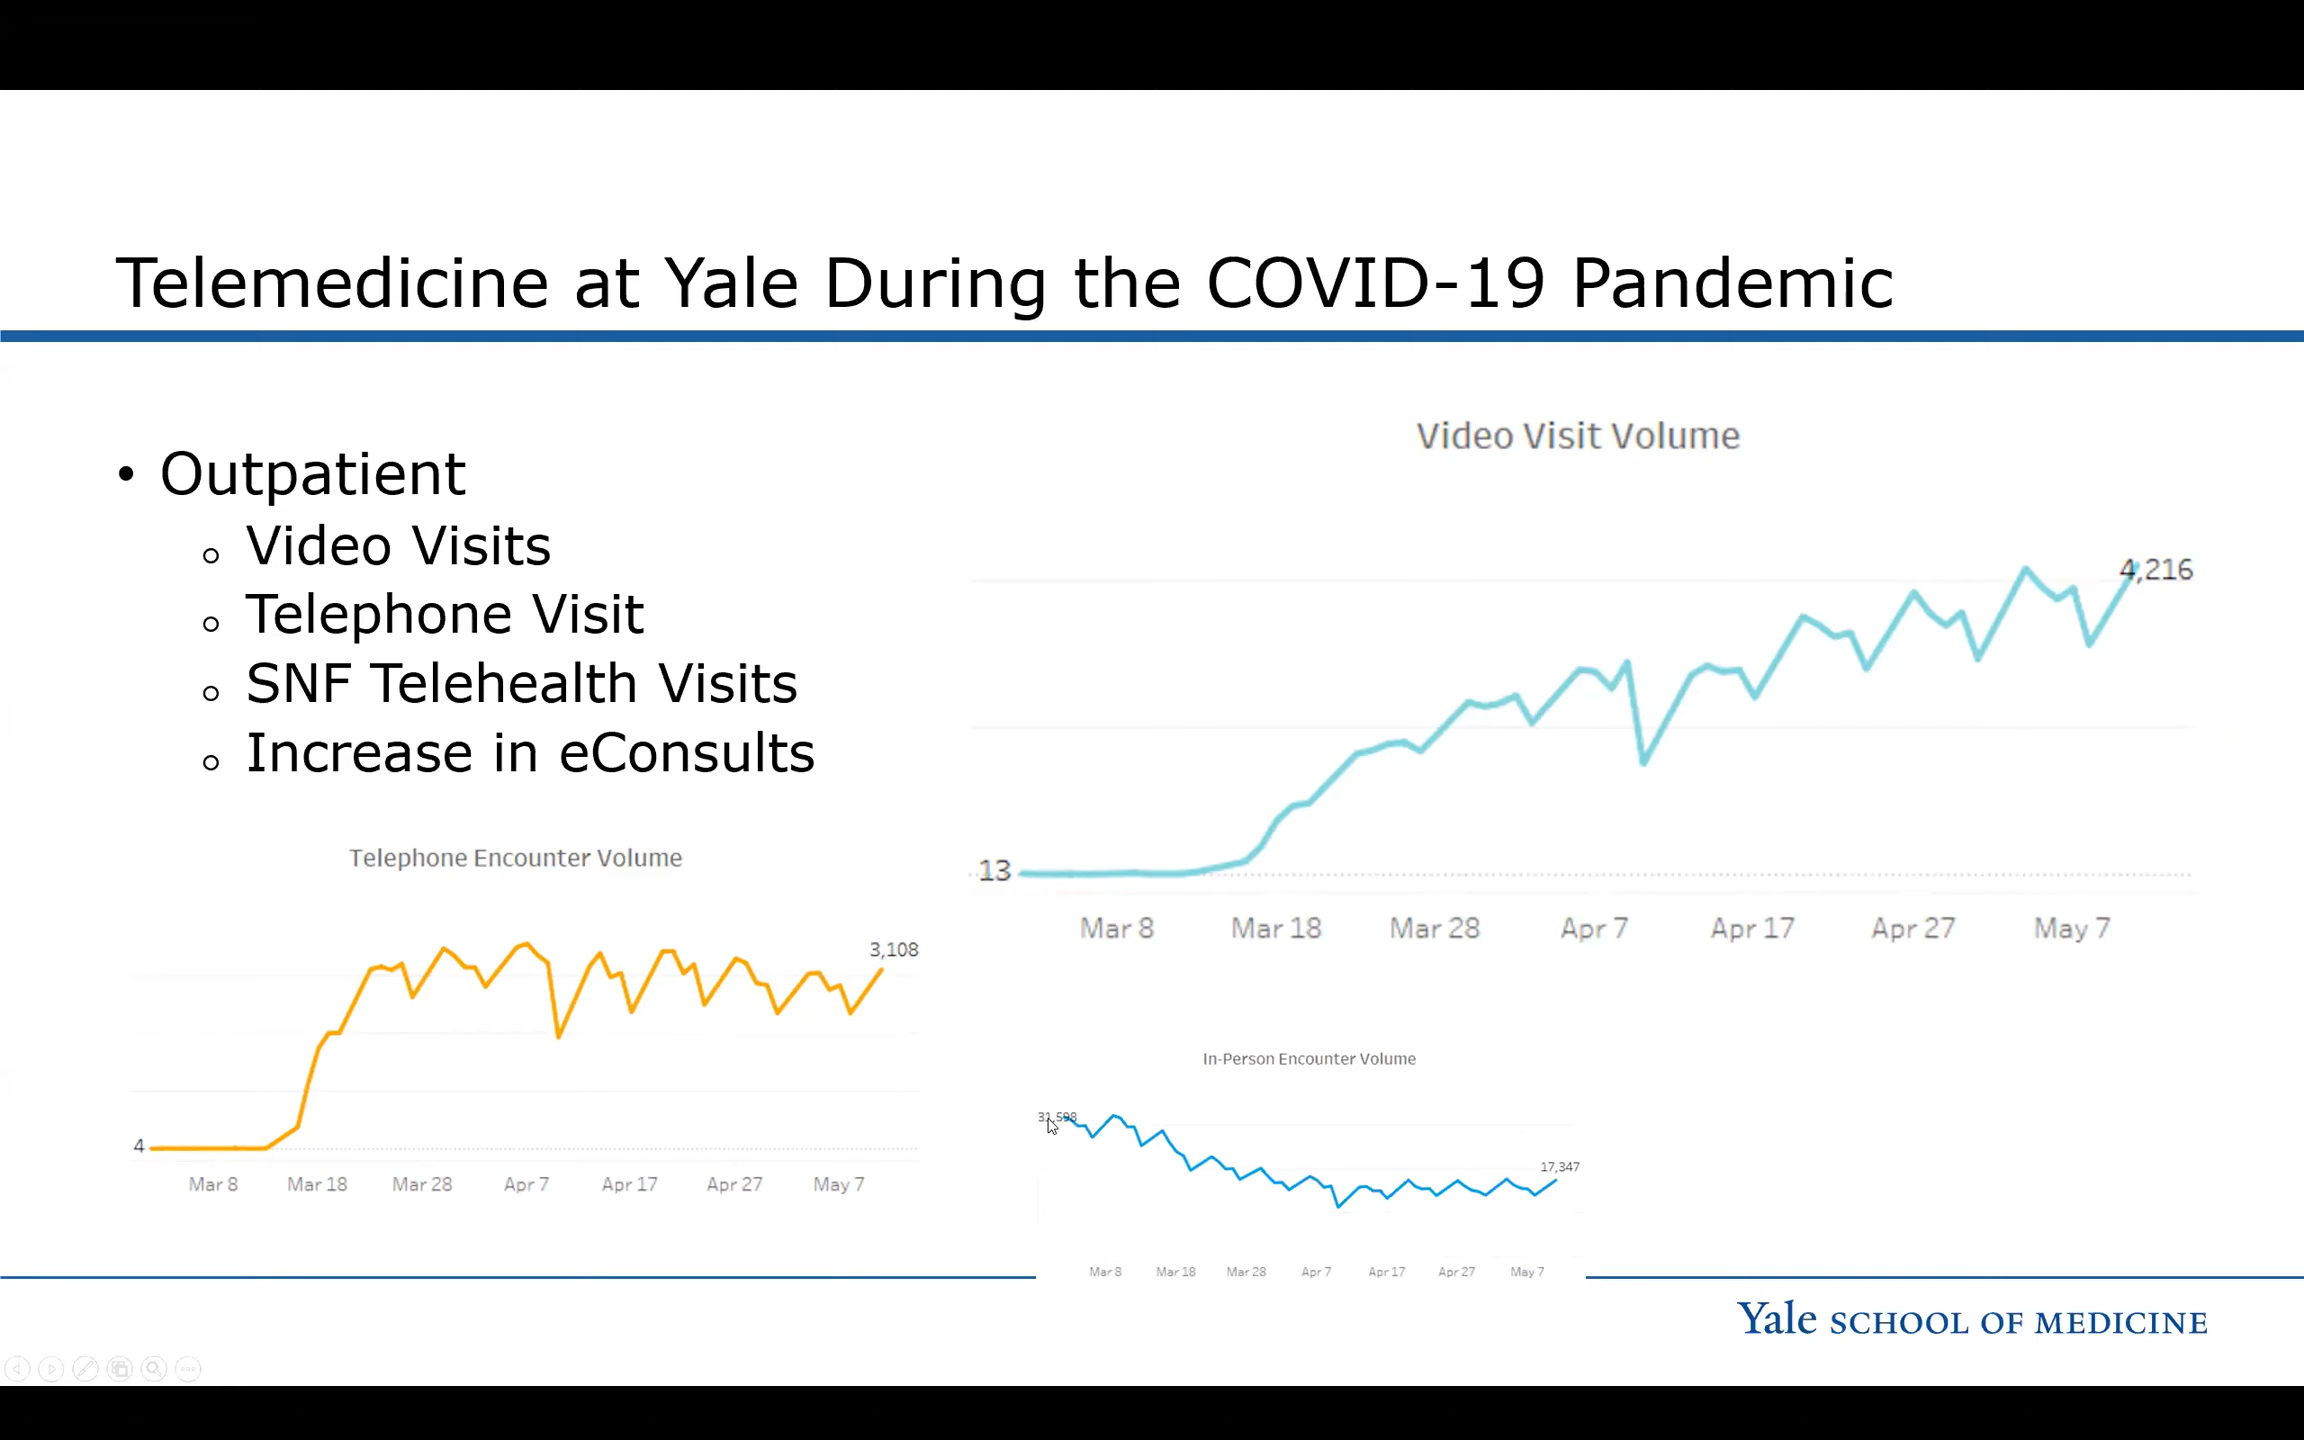 Telemedicine at Yale During the COVID-19 Pandemic
• Outpatient
Video Visits
Telephone Visit
SNF Telehealth Visits
Increase in eConsults
Video Visit Volume
4,216
13
Mar 8 Mar 18 Mar 28 Apr 7 Apr 17 Apr 27 May 7
Telephone Encounter Volume
3,108
4
Mar 8 Mar 18 Mar 28 Apr 7 Apr 17 Apr 27 May 7
In-Person Encounter Volume
31,598
17,347
Mar 8 Mar 18 Mar 28 Apr 7 Apr 17 Apr 27 May 7
Yale SCHOOL OF MEDICINE